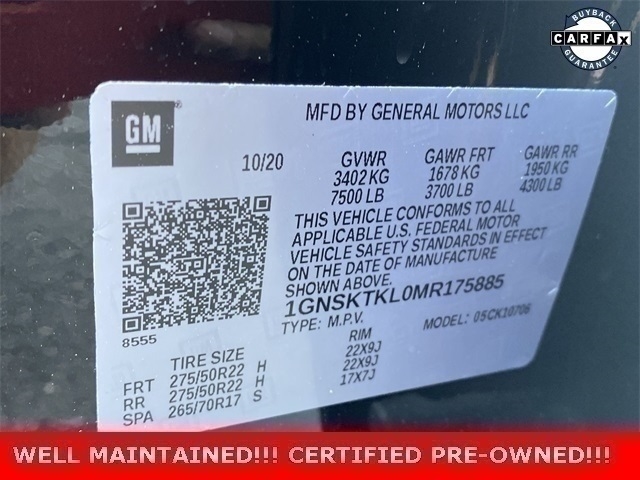 BUYBACK
CARFAX
GUARANTEE
GM
MFD BY GENERAL MOTORS LLC
10/20
GVWR GAWR FRT GAWR RR
3402 KG 1678 KG 1950 KG
7500 LB 3700 LB 4300 LB
THIS VEHICLE CONFORMS TO ALL
APPLICABLE U.S. FEDERAL MOTOR
VEHICLE SAFETY STANDARDS IN EFFECT
ON THE DATE OF MANUFACTURE
SHOWN ABOVE.
1GNSKTKL0MR175885
TYPE: M.P.V. MODEL: 05CK10706
8555
TIRE SIZE RIM
FRT 275/50R22 H 22X9J
RR 275/50R22 H 22X9J
SPA 265/70R17 S 17X7J
WELL MAINTAINED!!! CERTIFIED PRE-OWNED!!!